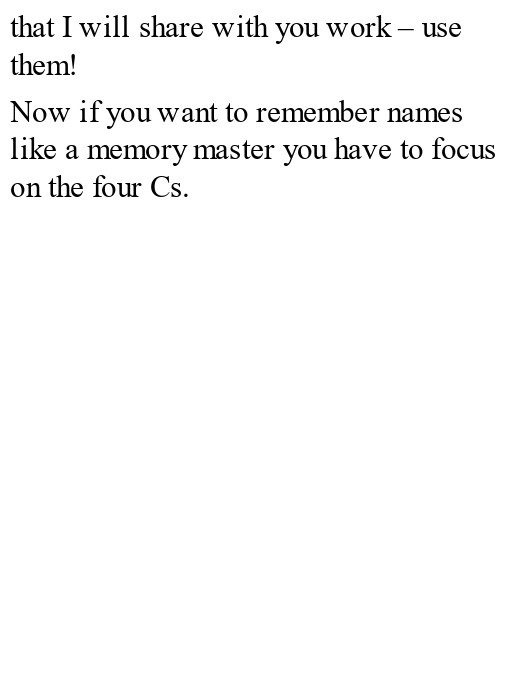 that I will share with you work – use
them!
Now if you want to remember names
like a memory master you have to focus
on the four Cs.